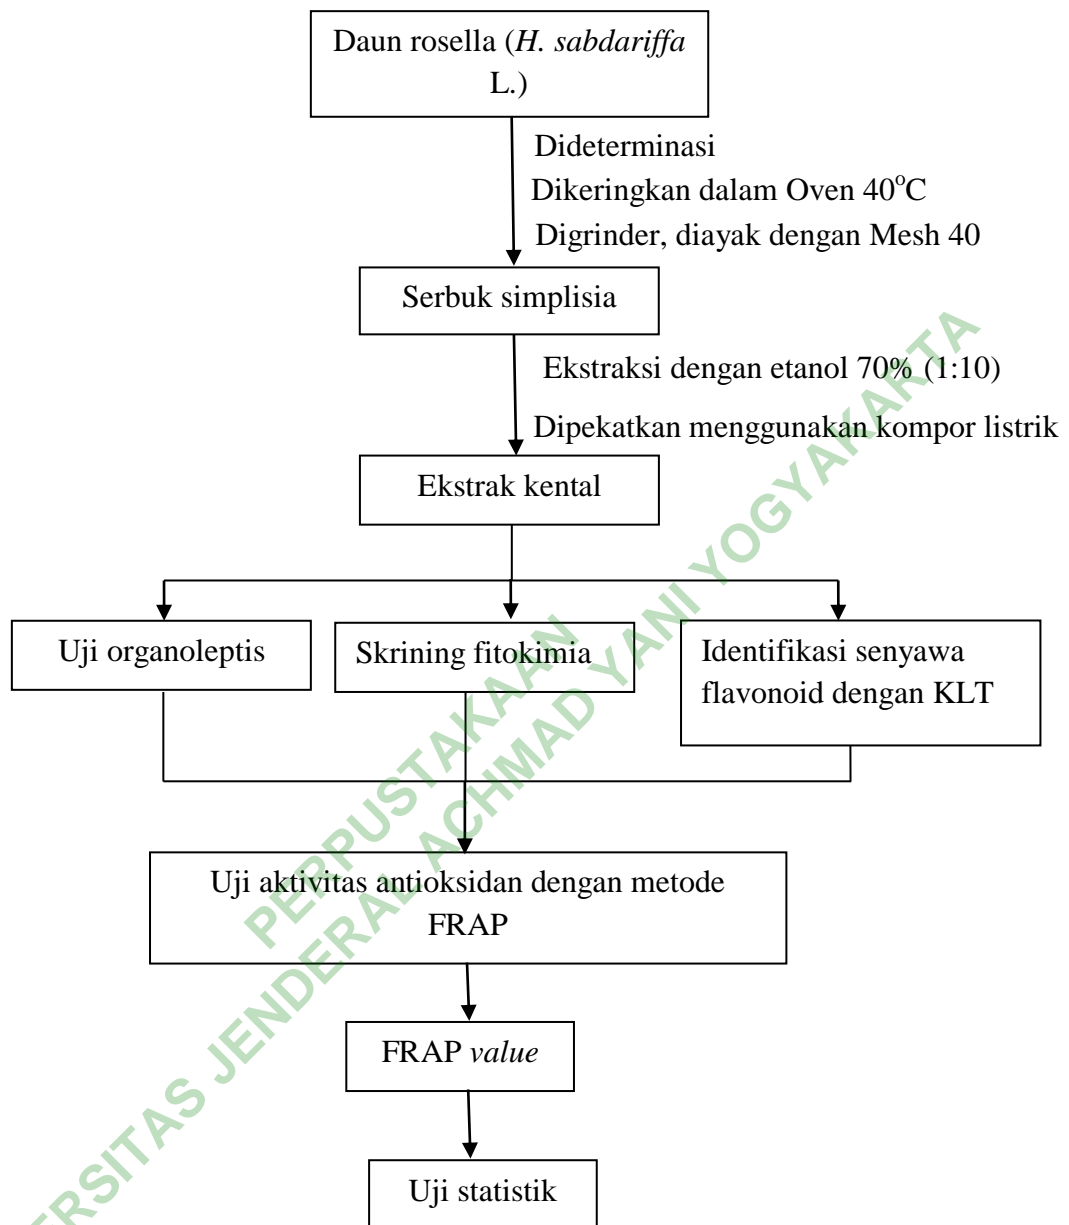 Daun rosella (H. sabdariffa
L.)
Dideterminasi
Dikeringkan dalam Oven 40°C
Digrinder, diayak dengan Mesh 40
Serbuk simplisia
Ekstraksi dengan etanol 70% (1:10)
Dipekatkan menggunakan kompor listrik
Ekstrak kental
Uji organoleptis
Skrining fitokimia
Identifikasi senyawa
flavonoid dengan KLT
Uji aktivitas antioksidan dengan metode
FRAP
FRAP value
Uji statistik
PERPUSTAKAAN
ERSITAS JENDERAL ACHMAD YANI YOGYAKARTA